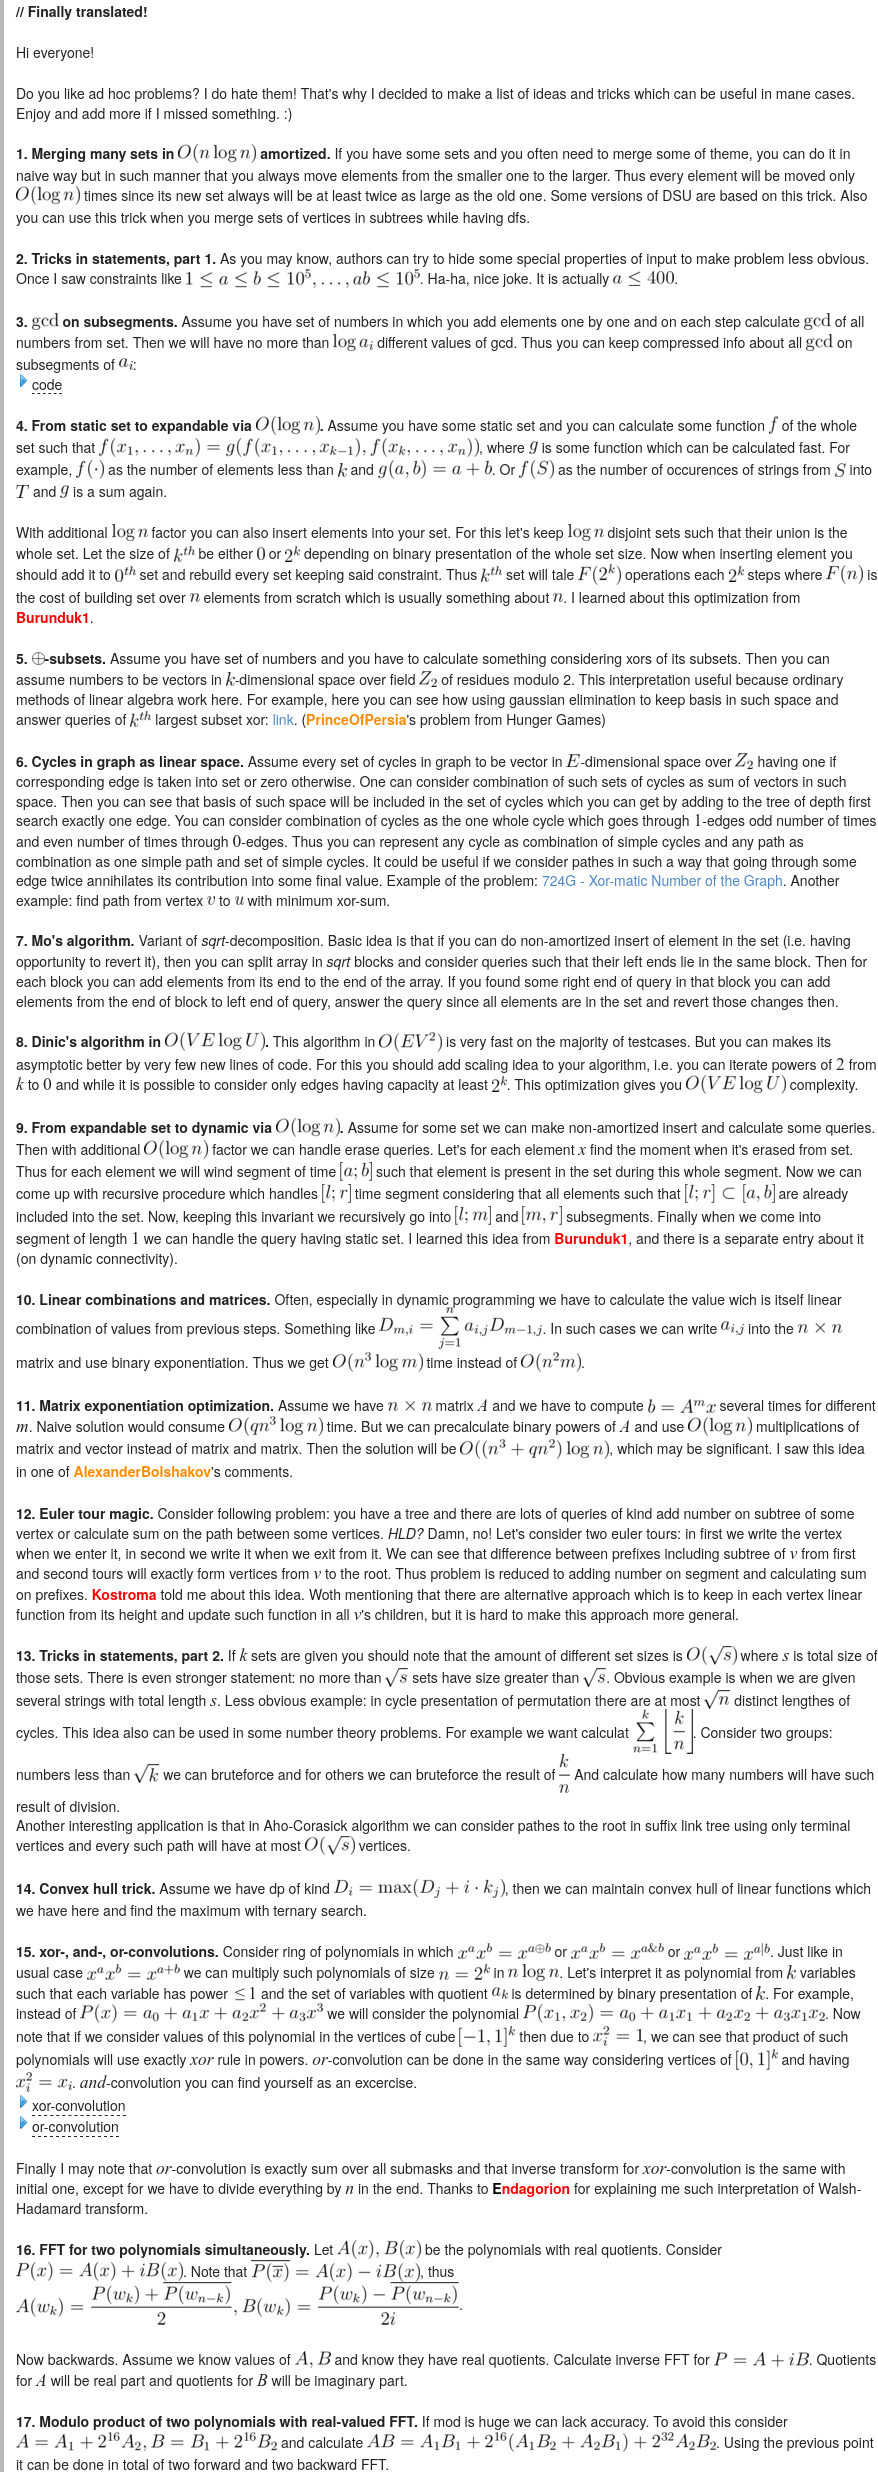 // Finally translated!
Hi everyone!
Do you like ad hoc problems? I do hate them! That's why I decided to make a list of ideas and tricks which can be useful in mane cases.
Enjoy and add more if I missed something. :)
1. Merging many sets in O(n log n) amortized. If you have some sets and you often need to merge some of theme, you can do it in
naive way but in such manner that you always move elements from the smaller one to the larger. Thus every element will be moved only
O(log n) times since its new set always will be at least twice as large as the old one. Some versions of DSU are based on this trick. Also
you can use this trick when you merge sets of vertices in subtrees while having dfs.
2. Tricks in statements, part 1. As you may know, authors can try to hide some special properties of input to make problem less obvious.
Once I saw constraints like 1 ≤ a ≤ b ≤ 10^5, . . . , ab ≤ 10^5. Ha-ha, nice joke. It is actually a ≤ 400.
3. gcd on subsegments. Assume you have set of numbers in which you add elements one by one and on each step calculate gcd of all
numbers from set. Then we will have no more than log a_i different values of gcd. Thus you can keep compressed info about all gcd on
subsegments of a_i:
code
4. From static set to expandable via O(log n). Assume you have some static set and you can calculate some function f of the whole
set such that f(x_1, . . . , x_n) = g(f(x_1, . . . , x_{k−1}), f(x_k, . . . , x_n)), where g is some function which can be calculated fast. For
example, f(·) as the number of elements less than k and g(a, b) = a + b. Or f(S) as the number of occurences of strings from S into
T and g is a sum again.
With additional log n factor you can also insert elements into your set. For this let's keep log n disjoint sets such that their union is the
whole set. Let the size of k^{th} be either 0 or 2^k depending on binary presentation of the whole set size. Now when inserting element you
should add it to 0^{th} set and rebuild every set keeping said constraint. Thus k^{th} set will tale F(2^k) operations each 2^k steps where F(n) is
the cost of building set over n elements from scratch which is usually something about n. I learned about this optimization from
Burunduk1.
5. ⊕-subsets. Assume you have set of numbers and you have to calculate something considering xors of its subsets. Then you can
assume numbers to be vectors in k-dimensional space over field Z_2 of residues modulo 2. This interpretation useful because ordinary
methods of linear algebra work here. For example, here you can see how using gaussian elimination to keep basis in such space and
answer queries of k^{th} largest subset xor: link. (PrinceOfPersia's problem from Hunger Games)
6. Cycles in graph as linear space. Assume every set of cycles in graph to be vector in E-dimensional space over Z_2 having one if
corresponding edge is taken into set or zero otherwise. One can consider combination of such sets of cycles as sum of vectors in such
space. Then you can see that basis of such space will be included in the set of cycles which you can get by adding to the tree of depth first
search exactly one edge. You can consider combination of cycles as the one whole cycle which goes through 1-edges odd number of times
and even number of times through 0-edges. Thus you can represent any cycle as combination of simple cycles and any path as
combination as one simple path and set of simple cycles. It could be useful if we consider pathes in such a way that going through some
edge twice annihilates its contribution into some final value. Example of the problem: 724G - Xor-matic Number of the Graph. Another
example: find path from vertex v to u with minimum xor-sum.
7. Mo's algorithm. Variant of sqrt-decomposition. Basic idea is that if you can do non-amortized insert of element in the set (i.e. having
opportunity to revert it), then you can split array in sqrt blocks and consider queries such that their left ends lie in the same block. Then for
each block you can add elements from its end to the end of the array. If you found some right end of query in that block you can add
elements from the end of block to left end of query, answer the query since all elements are in the set and revert those changes then.
8. Dinic's algorithm in O(VE log U). This algorithm in O(EV^2) is very fast on the majority of testcases. But you can makes its
asymptotic better by very few new lines of code. For this you should add scaling idea to your algorithm, i.e. you can iterate powers of 2 from
k to 0 and while it is possible to consider only edges having capacity at least 2^k. This optimization gives you O(VE log U) complexity.
9. From expandable set to dynamic via O(log n). Assume for some set we can make non-amortized insert and calculate some queries.
Then with additional O(log n) factor we can handle erase queries. Let's for each element x find the moment when it's erased from set.
Thus for each element we will wind segment of time [a; b] such that element is present in the set during this whole segment. Now we can
come up with recursive procedure which handles [l; r] time segment considering that all elements such that [l; r] ⊂ [a, b] are already
included into the set. Now, keeping this invariant we recursively go into [l; m] and [m, r] subsegments. Finally when we come into
segment of length 1 we can handle the query having static set. I learned this idea from Burunduk1, and there is a separate entry about it
(on dynamic connectivity).
10. Linear combinations and matrices. Often, especially in dynamic programming we have to calculate the value wich is itself linear
combination of values from previous steps. Something like D_{m,i} = ∑_{j=1}^{n} a_{i,j}D_{m−1,j}. In such cases we can write a_{i,j} into the n × n
matrix and use binary exponentiation. Thus we get O(n^3 log m) time instead of O(n^2 m).
11. Matrix exponentiation optimization. Assume we have n × n matrix A and we have to compute b = A^m x several times for different
m. Naive solution would consume O(qn^3 log n) time. But we can precalculate binary powers of A and use O(log n) multiplications of
matrix and vector instead of matrix and matrix. Then the solution will be O((n^3 + qn^2) log n), which may be significant. I saw this idea
in one of AlexanderBolshakov's comments.
12. Euler tour magic. Consider following problem: you have a tree and there are lots of queries of kind add number on subtree of some
vertex or calculate sum on the path between some vertices. HLD? Damn, no! Let's consider two euler tours: in first we write the vertex
when we enter it, in second we write it when we exit from it. We can see that difference between prefixes including subtree of v from first
and second tours will exactly form vertices from v to the root. Thus problem is reduced to adding number on segment and calculating sum
on prefixes. Kostroma told me about this idea. Woth mentioning that there are alternative approach which is to keep in each vertex linear
function from its height and update such function in all v's children, but it is hard to make this approach more general.
13. Tricks in statements, part 2. If k sets are given you should note that the amount of different set sizes is O(√s) where s is total size of
those sets. There is even stronger statement: no more than √s sets have size greater than √s. Obvious example is when we are given
several strings with total length s. Less obvious example: in cycle presentation of permutation there are at most √n distinct lengthes of
cycles. This idea also can be used in some number theory problems. For example we want calculat ∑_{n=1}^{k} ⌊k/n⌋. Consider two groups:
numbers less than √k we can bruteforce and for others we can bruteforce the result of k/n And calculate how many numbers will have such
result of division.
Another interesting application is that in Aho-Corasick algorithm we can consider pathes to the root in suffix link tree using only terminal
vertices and every such path will have at most O(√s) vertices.
14. Convex hull trick. Assume we have dp of kind D_i = max(D_j + i · k_j), then we can maintain convex hull of linear functions which
we have here and find the maximum with ternary search.
15. xor-, and-, or-convolutions. Consider ring of polynomials in which x^a x^b = x^{a⊕b} or x^a x^b = x^{a&b} or x^a x^b = x^{a|b}. Just like in
usual case x^a x^b = x^{a+b} we can multiply such polynomials of size n = 2^k in n log n. Let's interpret it as polynomial from k variables
such that each variable has power ≤ 1 and the set of variables with quotient a_k is determined by binary presentation of k. For example,
instead of P(x) = a_0 + a_1x + a_2x^2 + a_3x^3 we will consider the polynomial P(x_1, x_2) = a_0 + a_1x_1 + a_2x_2 + a_3x_1x_2. Now
note that if we consider values of this polynomial in the vertices of cube [−1, 1]^k then due to x_i^2 = 1, we can see that product of such
polynomials will use exactly xor rule in powers. or-convolution can be done in the same way considering vertices of [0, 1]^k and having
x_i^2 = x_i. and-convolution you can find yourself as an excercise.
xor-convolution
or-convolution
Finally I may note that or-convolution is exactly sum over all submasks and that inverse transform for xor-convolution is the same with
initial one, except for we have to divide everything by n in the end. Thanks to Endagorion for explaining me such interpretation of Walsh-
Hadamard transform.
16. FFT for two polynomials simultaneously. Let A(x), B(x) be the polynomials with real quotients. Consider
P(x) = A(x) + iB(x). Note that \overline{P(\overline{x})} = A(x) − iB(x), thus
A(w_k) = \frac{P(w_k) + \overline{P(w_{n−k})}}{2}, B(w_k) = \frac{P(w_k) − \overline{P(w_{n−k})}}{2i}.
Now backwards. Assume we know values of A, B and know they have real quotients. Calculate inverse FFT for P = A + iB. Quotients
for A will be real part and quotients for B will be imaginary part.
17. Modulo product of two polynomials with real-valued FFT. If mod is huge we can lack accuracy. To avoid this consider
A = A_1 + 2^{16}A_2, B = B_1 + 2^{16}B_2 and calculate AB = A_1B_1 + 2^{16}(A_1B_2 + A_2B_1) + 2^{32}A_2B_2. Using the previous point
it can be done in total of two forward and two backward FFT.